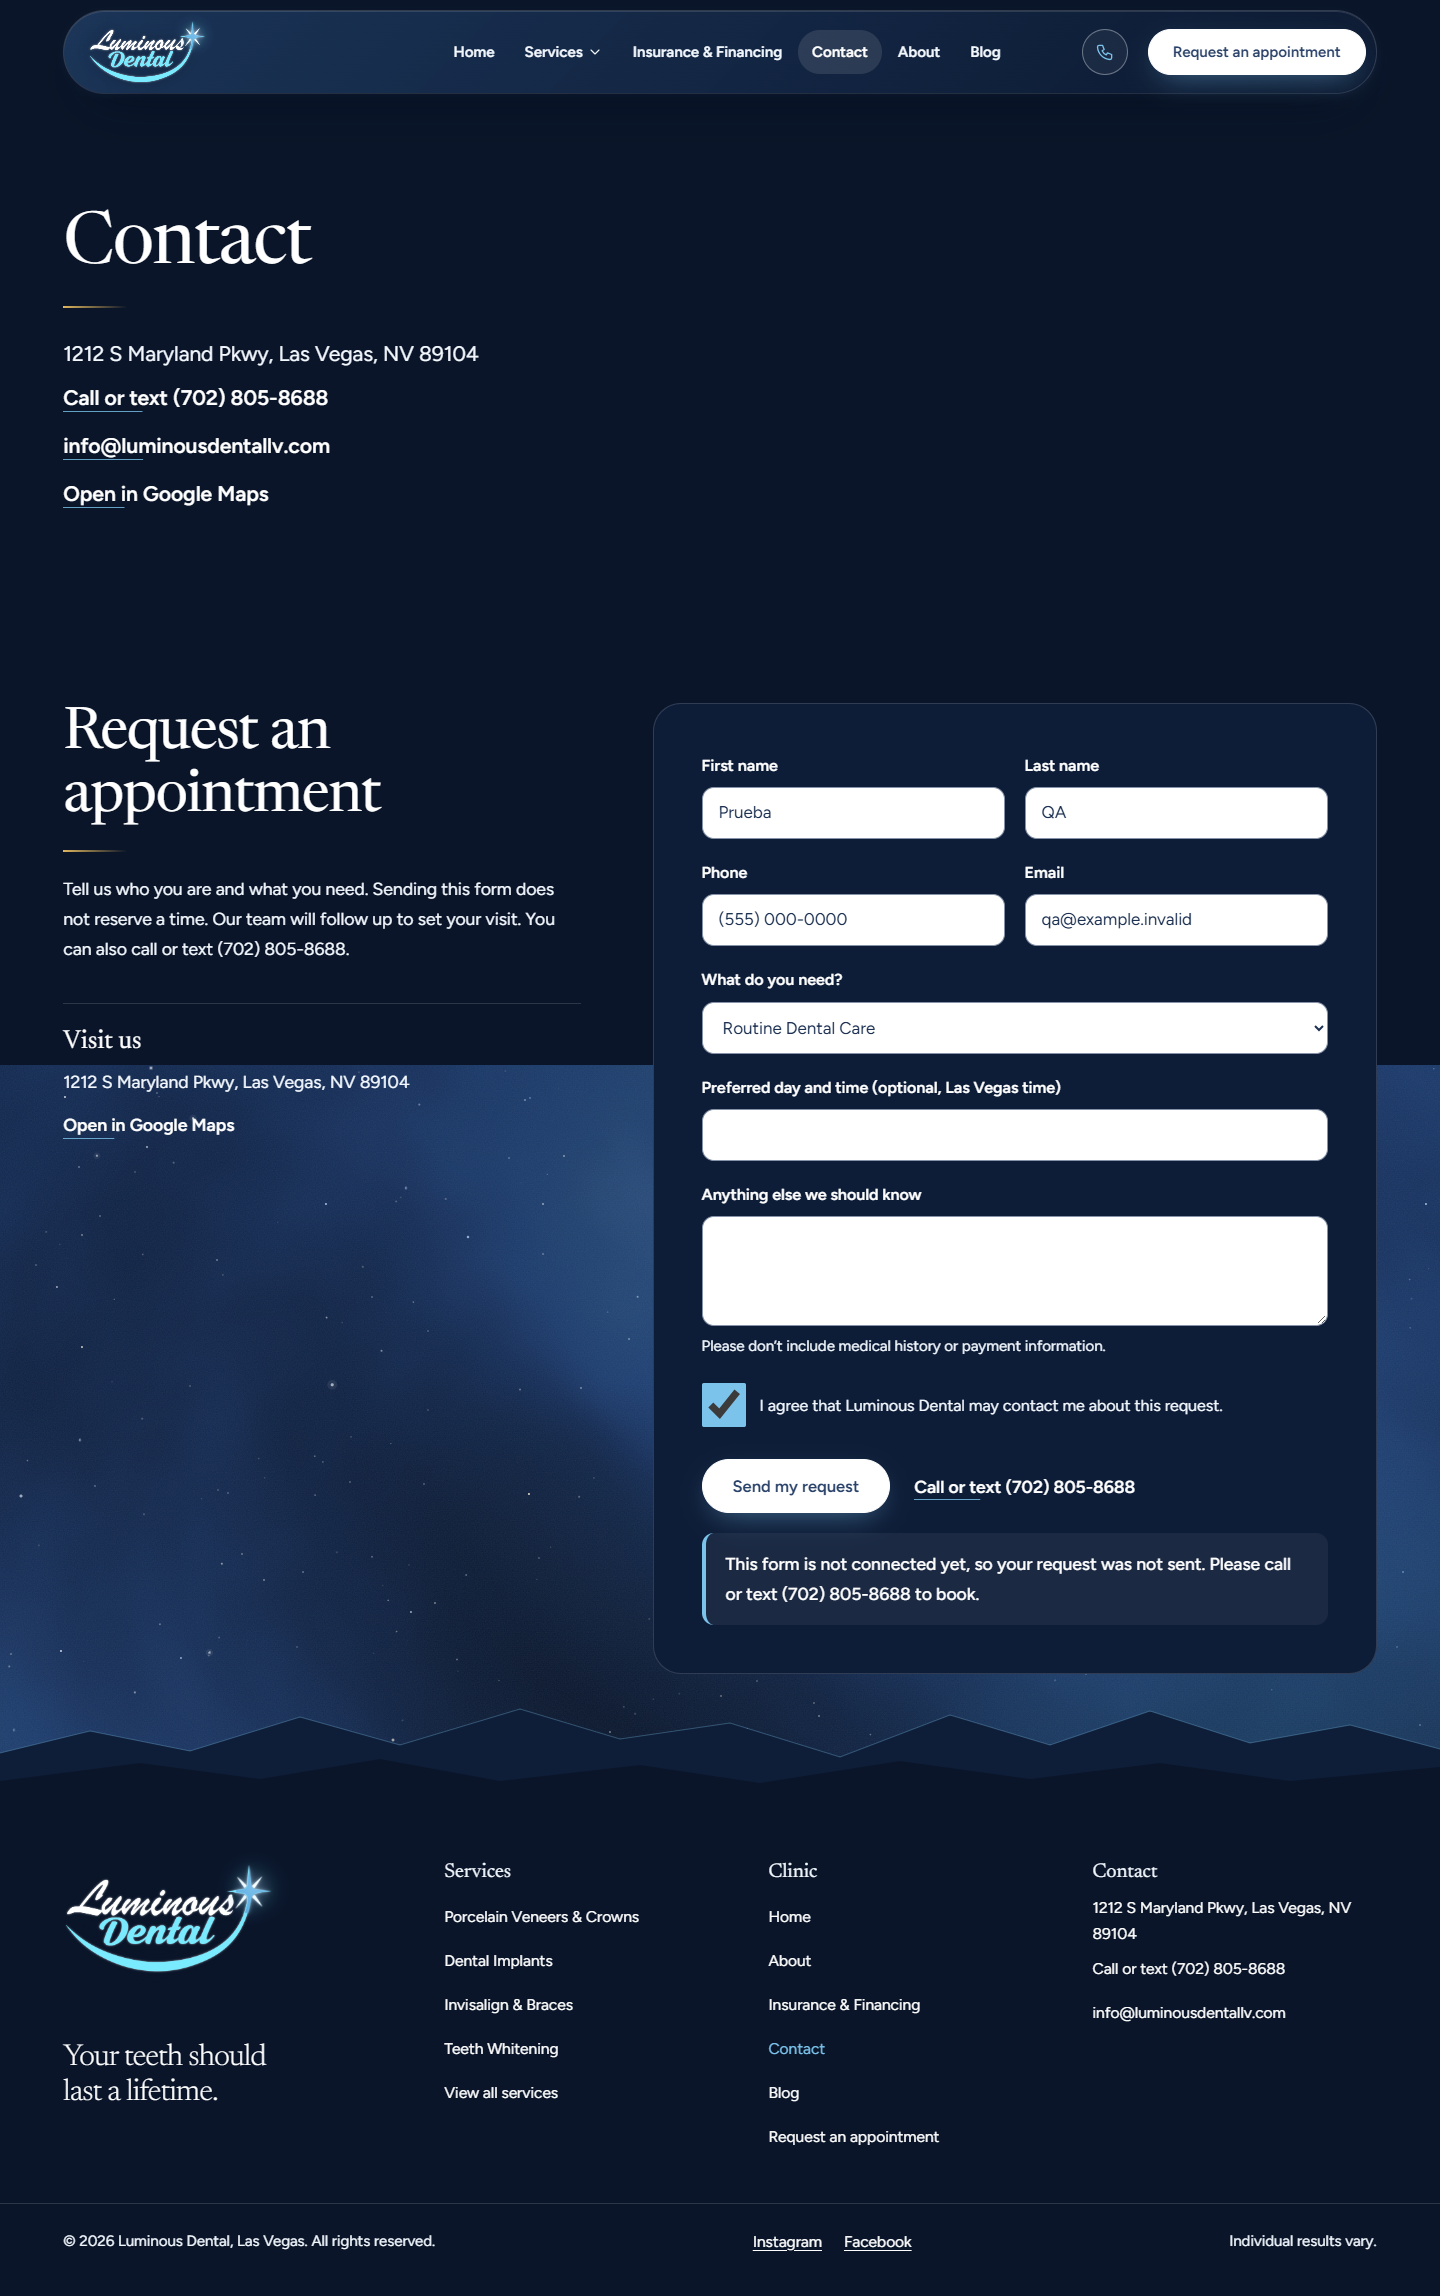 Luminous
Dental
Home
Services
Insurance & Financing
Contact
About
Blog
Request an appointment
Contact
1212 S Maryland Pkwy, Las Vegas, NV 89104
Call or text (702) 805-8688
info@luminousdentallv.com
Open in Google Maps
Request an
appointment
Tell us who you are and what you need. Sending this form does
not reserve a time. Our team will follow up to set your visit. You
can also call or text (702) 805-8688.
Visit us
1212 S Maryland Pkwy, Las Vegas, NV 89104
Open in Google Maps
First name
Last name
Prueba
QA
Phone
Email
(555) 000-0000
qa@example.invalid
What do you need?
Routine Dental Care
Preferred day and time (optional, Las Vegas time)
Anything else we should know
Please don't include medical history or payment information.
I agree that Luminous Dental may contact me about this request.
Send my request
Call or text (702) 805-8688
This form is not connected yet, so your request was not sent. Please call
or text (702) 805-8688 to book.
Luminous
Dental
Your teeth should
last a lifetime.
Services
Porcelain Veneers & Crowns
Dental Implants
Invisalign & Braces
Teeth Whitening
View all services
Clinic
Home
About
Insurance & Financing
Contact
Blog
Request an appointment
Contact
1212 S Maryland Pkwy, Las Vegas, NV
89104
Call or text (702) 805-8688
info@luminousdentallv.com
© 2026 Luminous Dental, Las Vegas. All rights reserved.
Instagram
Facebook
Individual results vary.